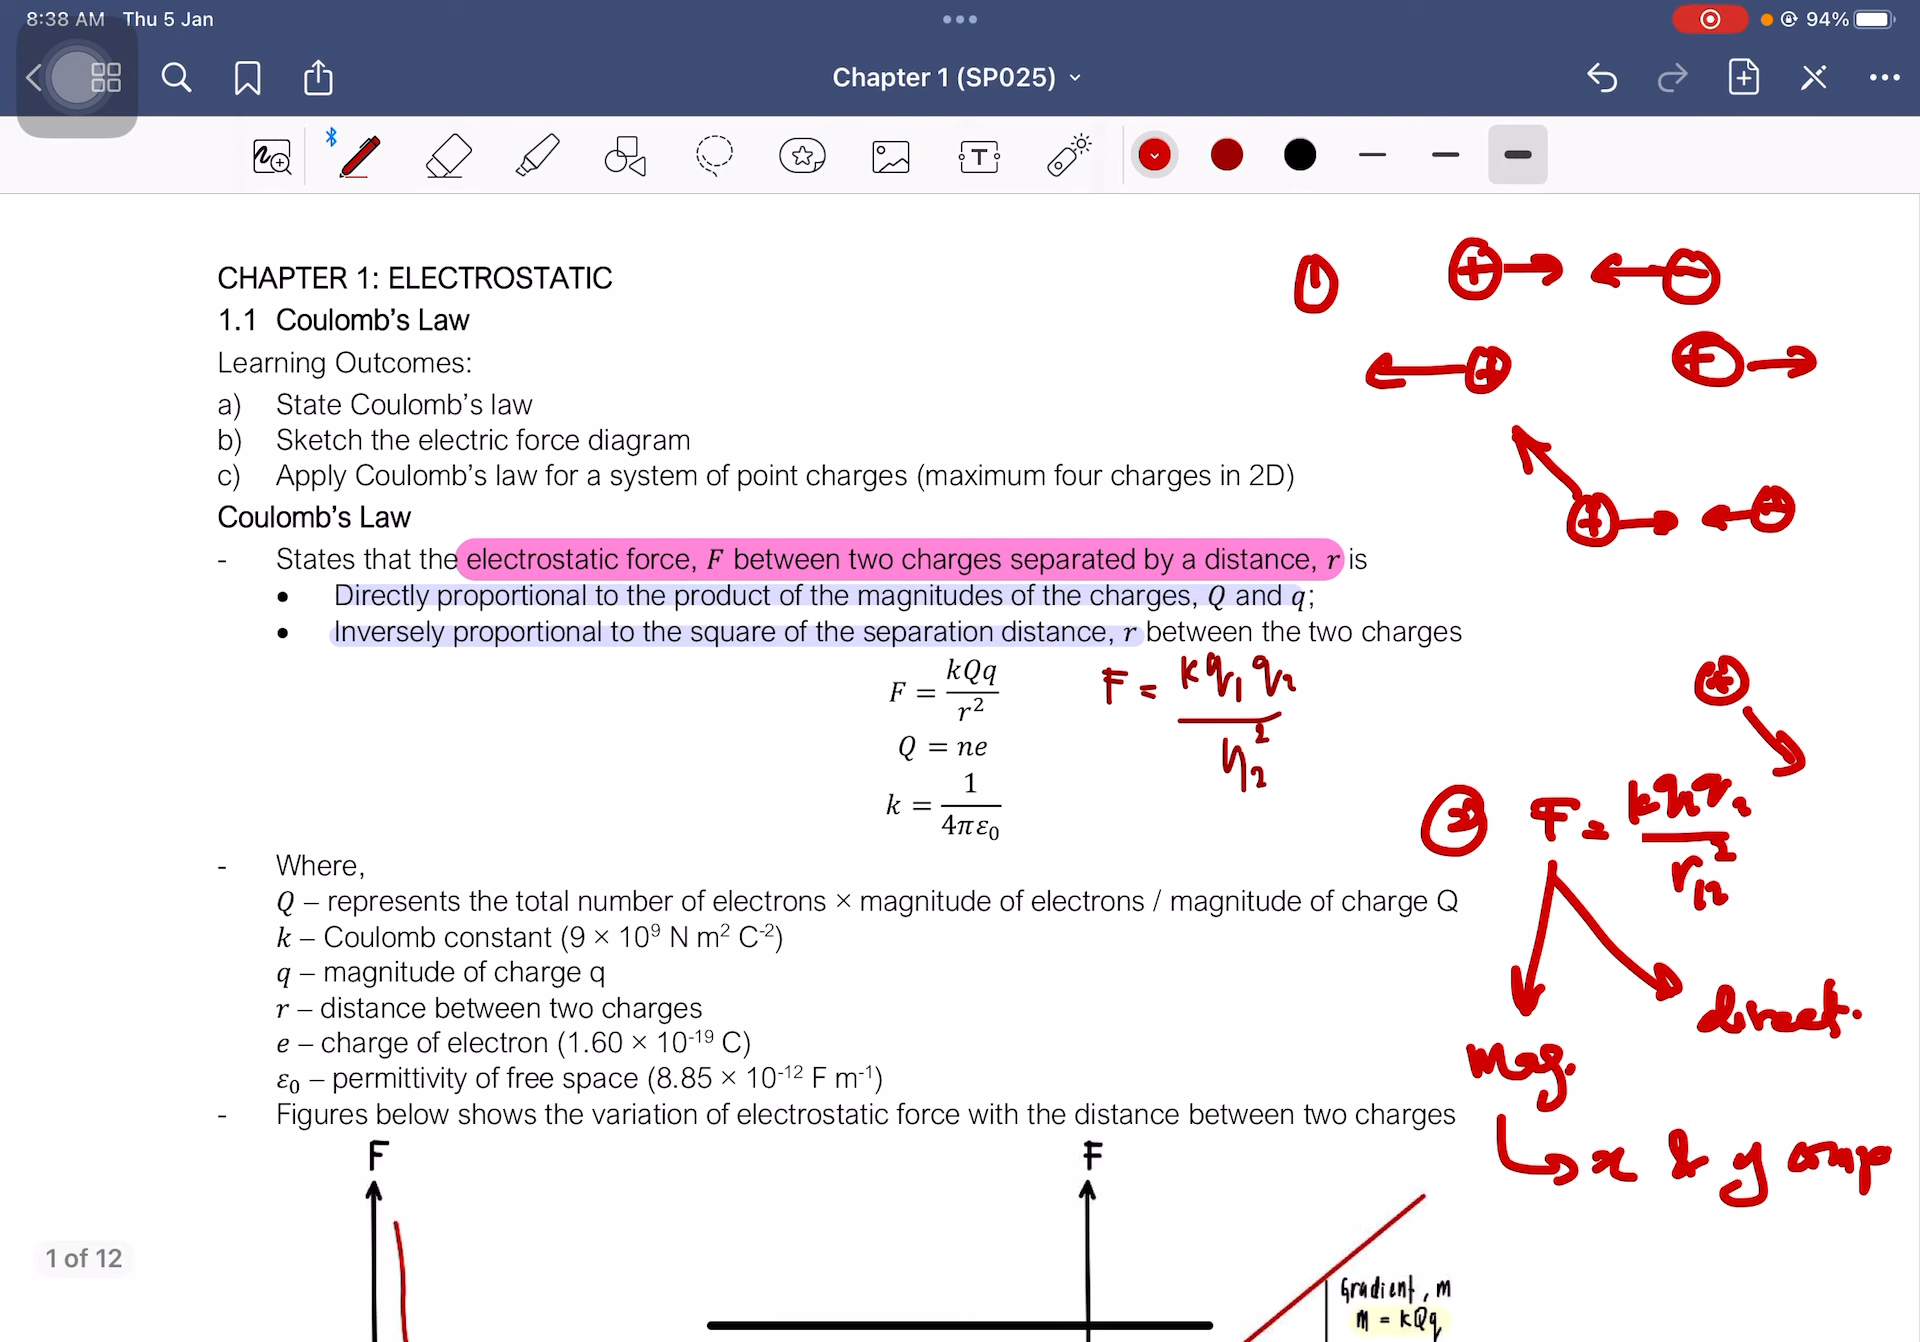 8:38 AM Thu 5 Jan
94%
Chapter 1 (SP025)
T
CHAPTER 1: ELECTROSTATIC
1.1 Coulomb's Law
Learning Outcomes:
a) State Coulomb's law
b) Sketch the electric force diagram
c) Apply Coulomb's law for a system of point charges (maximum four charges in 2D)
Coulomb's Law
- States that the electrostatic force, F between two charges separated by a distance, r is
• Directly proportional to the product of the magnitudes of the charges, Q and q;
• Inversely proportional to the square of the separation distance, r between the two charges
F = kQq / r²
Q = ne
k = 1 / 4πε₀
F = kq₁q₂ / r₁₂²
① + −
+ +
+ −
+
② F = kq₁q₂ / r₁₂²
direct.
mag.
x & y comp
- Where,
Q – represents the total number of electrons × magnitude of electrons / magnitude of charge Q
k – Coulomb constant (9 × 10⁹ N m² C⁻²)
q – magnitude of charge q
r – distance between two charges
e – charge of electron (1.60 × 10⁻¹⁹ C)
ε₀ – permittivity of free space (8.85 × 10⁻¹² F m⁻¹)
- Figures below shows the variation of electrostatic force with the distance between two charges
F F
Gradient, m
m = kQq
1 of 12